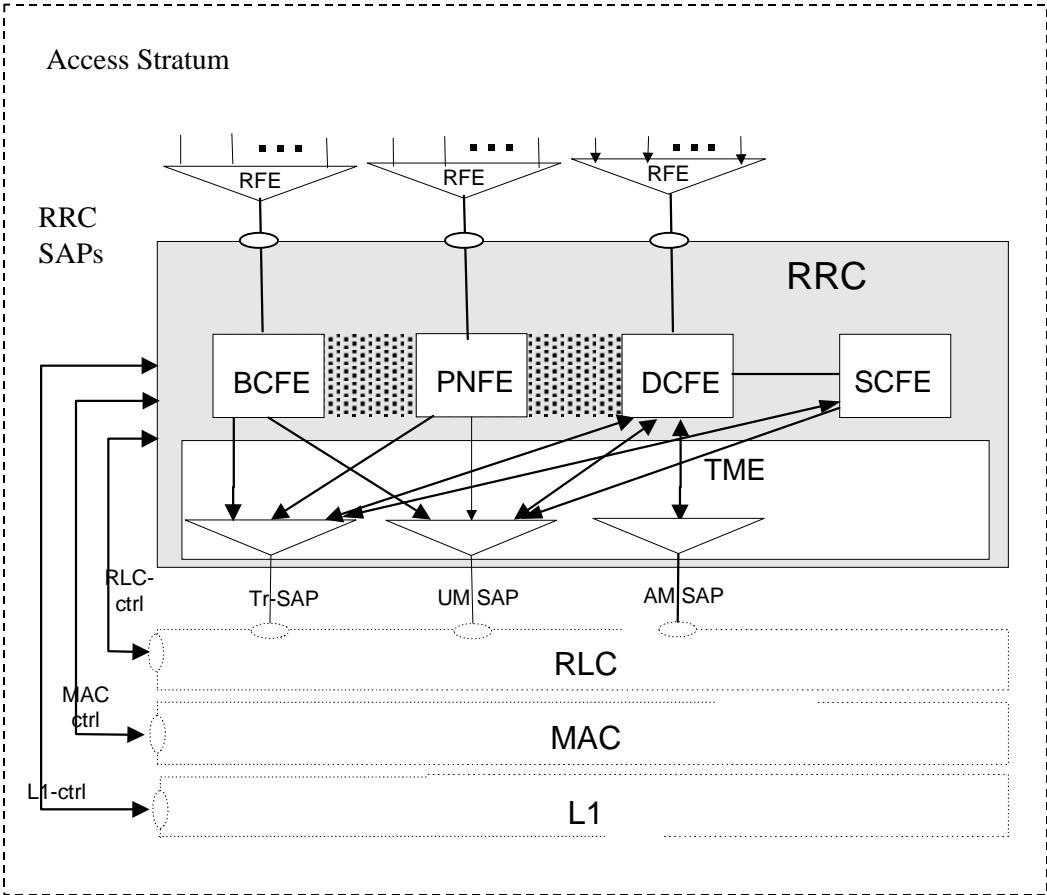 Access Stratum
RFE
RFE
RFE
RRC
SAPs
RRC
BCFE
PNFE
DCFE
SCFE
TME
RLC-
ctrl
Tr-SAP
UM SAP
AM SAP
RLC
MAC
ctrl
MAC
L1-ctrl
L1